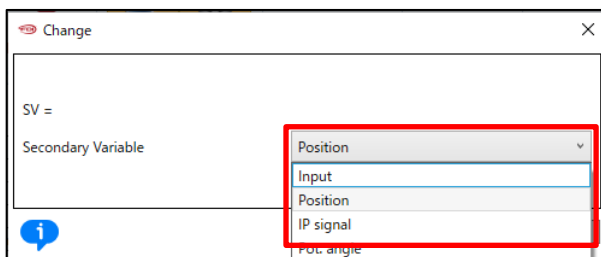 Change
SV =
Secondary Variable
Position
Input
Position
IP signal
Pot. angle